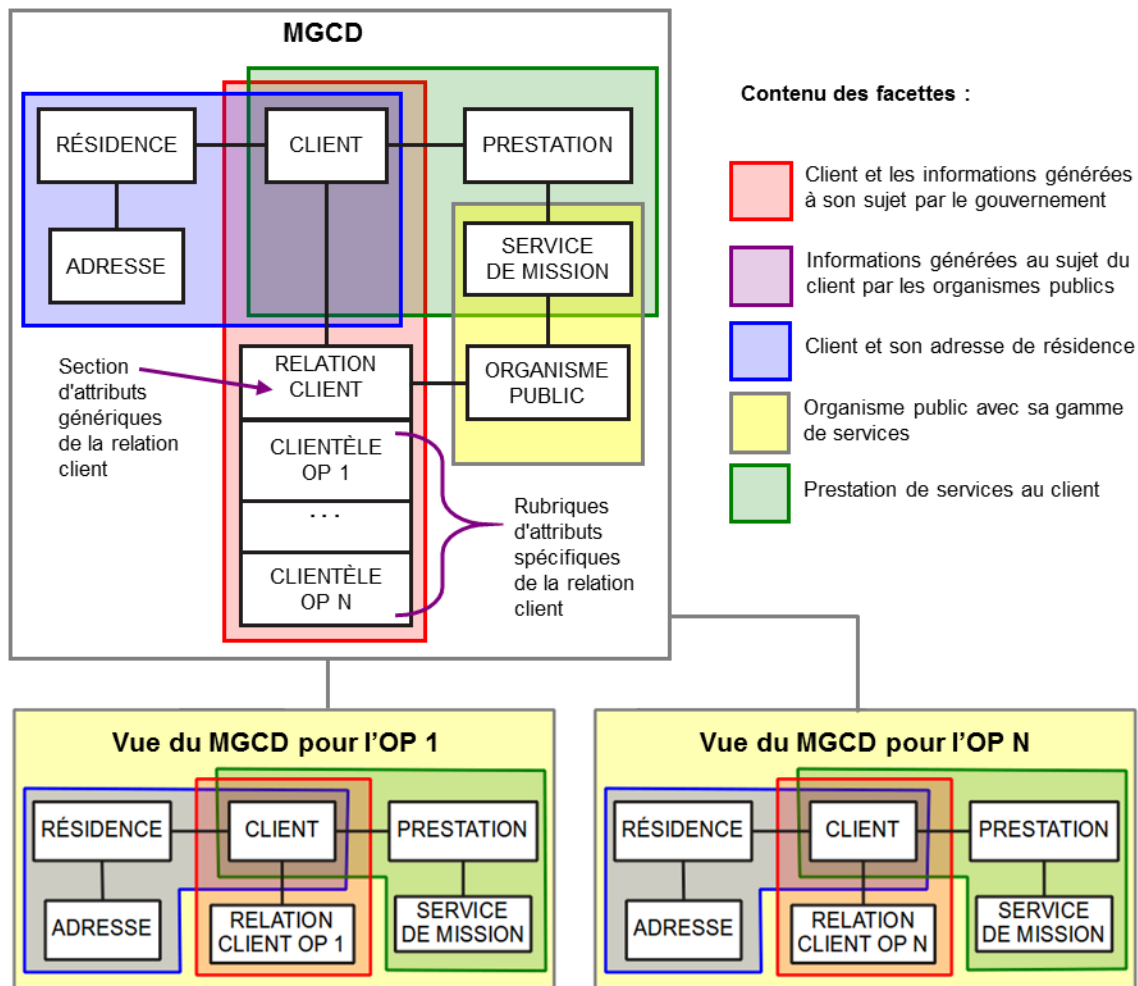 MGCD
RÉSIDENCE
CLIENT
PRESTATION
ADRESSE
SERVICE
DE MISSION
RELATION
CLIENT
ORGANISME
PUBLIC
CLIENTÈLE
OP 1
...
CLIENTÈLE
OP N
Section
d'attributs
génériques
de la relation
client
Rubriques
d'attributs
spécifiques
de la relation
client
Contenu des facettes :
Client et les informations générées
à son sujet par le gouvernement
Informations générées au sujet du
client par les organismes publics
Client et son adresse de résidence
Organisme public avec sa gamme
de services
Prestation de services au client
Vue du MGCD pour l'OP 1
RÉSIDENCE
CLIENT
PRESTATION
ADRESSE
RELATION
CLIENT OP 1
SERVICE
DE MISSION
Vue du MGCD pour l'OP N
RÉSIDENCE
CLIENT
PRESTATION
ADRESSE
RELATION
CLIENT OP N
SERVICE
DE MISSION